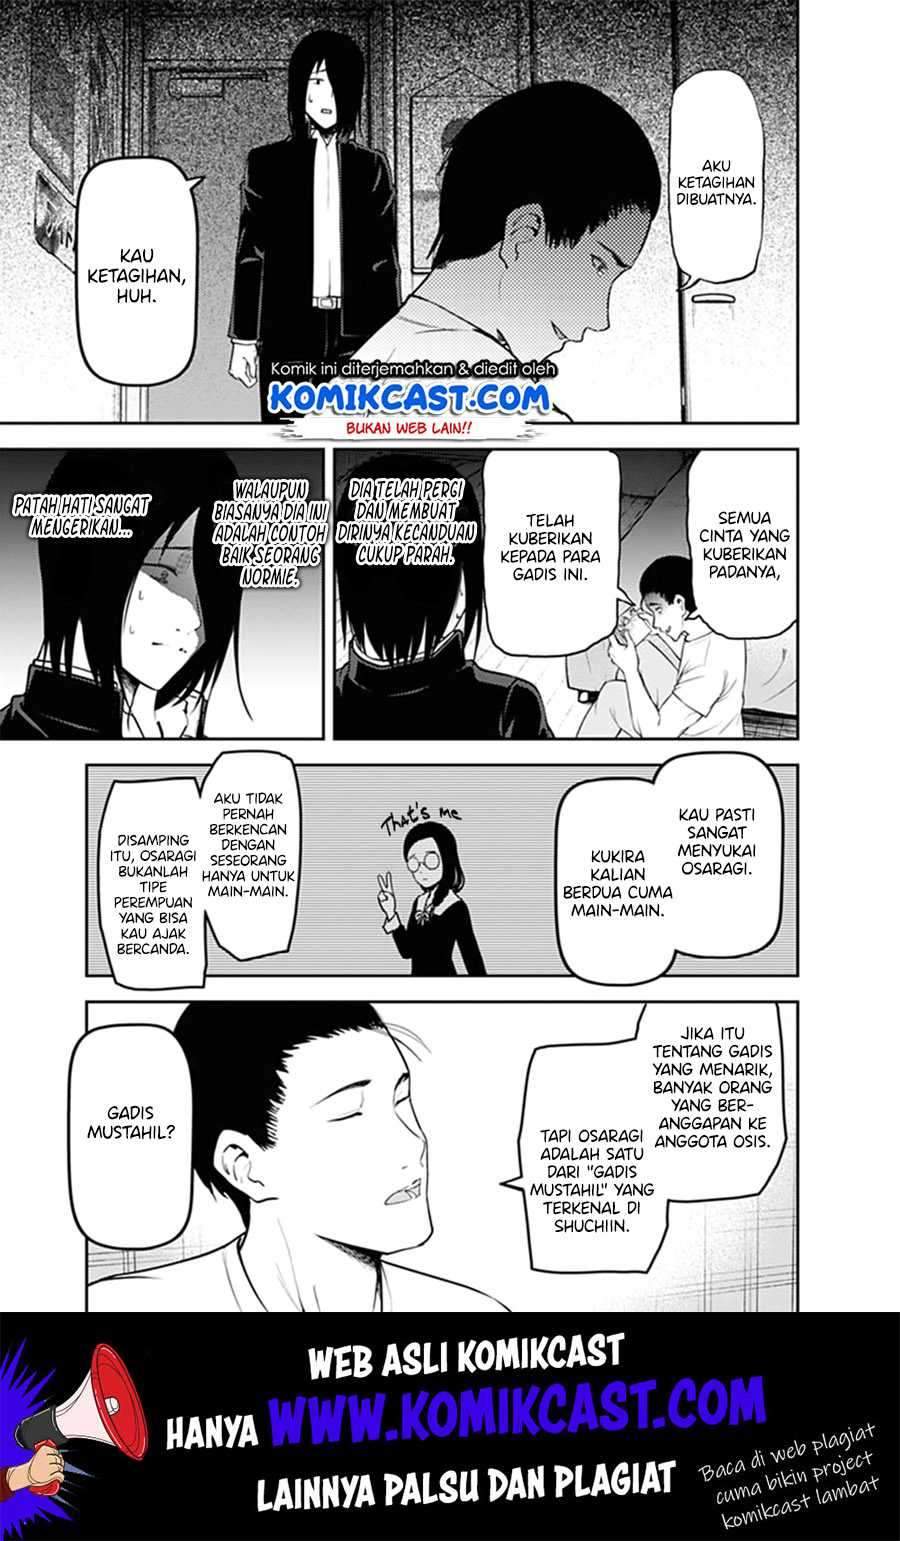 AKU
KETAGIHAN
DIBUATNYA.
KAU
KETAGIHAN,
HUH.
Komik ini diterjemahkan & diedit oleh
KOMIKCAST.COM
BUKAN WEB LAIN!!
SEMUA
CINTA YANG
KUBERIKAN
PADANYA,
TELAH
KUBERIKAN
KEPADA PARA
GADIS INI.
DIA TELAH PERGI
DAN MEMBUAT
DIRINYA KECANDUAN
CUKUP PARAH.
WALAUPUN
BIASANYA DIA INI
ADALAH CONTOH
BAIK SEORANG
NORMIE.
PATAH HATI SANGAT
MENGERIKAN...
KAU PASTI
SANGAT
MENYUKAI
OSARAGI.
KUKIRA
KALIAN
BERDUA CUMA
MAIN-MAIN.
That's me
AKU TIDAK
PERNAH
BERKENCAN
DENGAN
SESEORANG
HANYA UNTUK
MAIN-MAIN.
DISAMPING
ITU, OSARAGI
BUKANLAH
TIPE
PEREMPUAN
YANG BISA
KAU AJAK
BERCANDA.
JIKA ITU
TENTANG GADIS
YANG MENARIK,
BANYAK ORANG
YANG BER-
ANGGAPAN KE
ANGGOTA OSIS.
TAPI OSARAGI
ADALAH SATU
DARI "GADIS
MUSTAHIL" YANG
TERKENAL DI
SHUCHIIN.
GADIS
MUSTAHIL?
WEB ASLI KOMIKCAST
HANYA WWW.KOMIKCAST.COM
LAINNYA PALSU DAN PLAGIAT
Baca di web plagiat
cuma bikin project
komikcast lambat